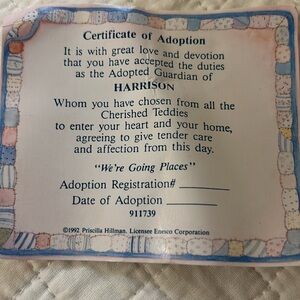 Certificate of Adoption
It is with great love and devotion
that you have accepted the duties
as the Adopted Guardian of
HARRISON
Whom you have chosen from all the
Cherished Teddies
to enter your heart and your home,
agreeing to give tender care
and affection from this day.
"We're Going Places"
Adoption Registration# ______
Date of Adoption ______
911739
©1992 Priscilla Hillman. Licensee Enesco Corporation